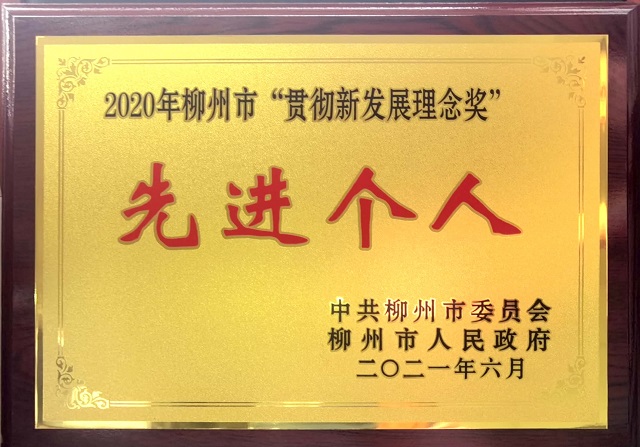 2020年柳州市“贯彻新发展理念奖”
先进个人
中共柳州市委员会
柳州市人民政府
二〇二一年六月